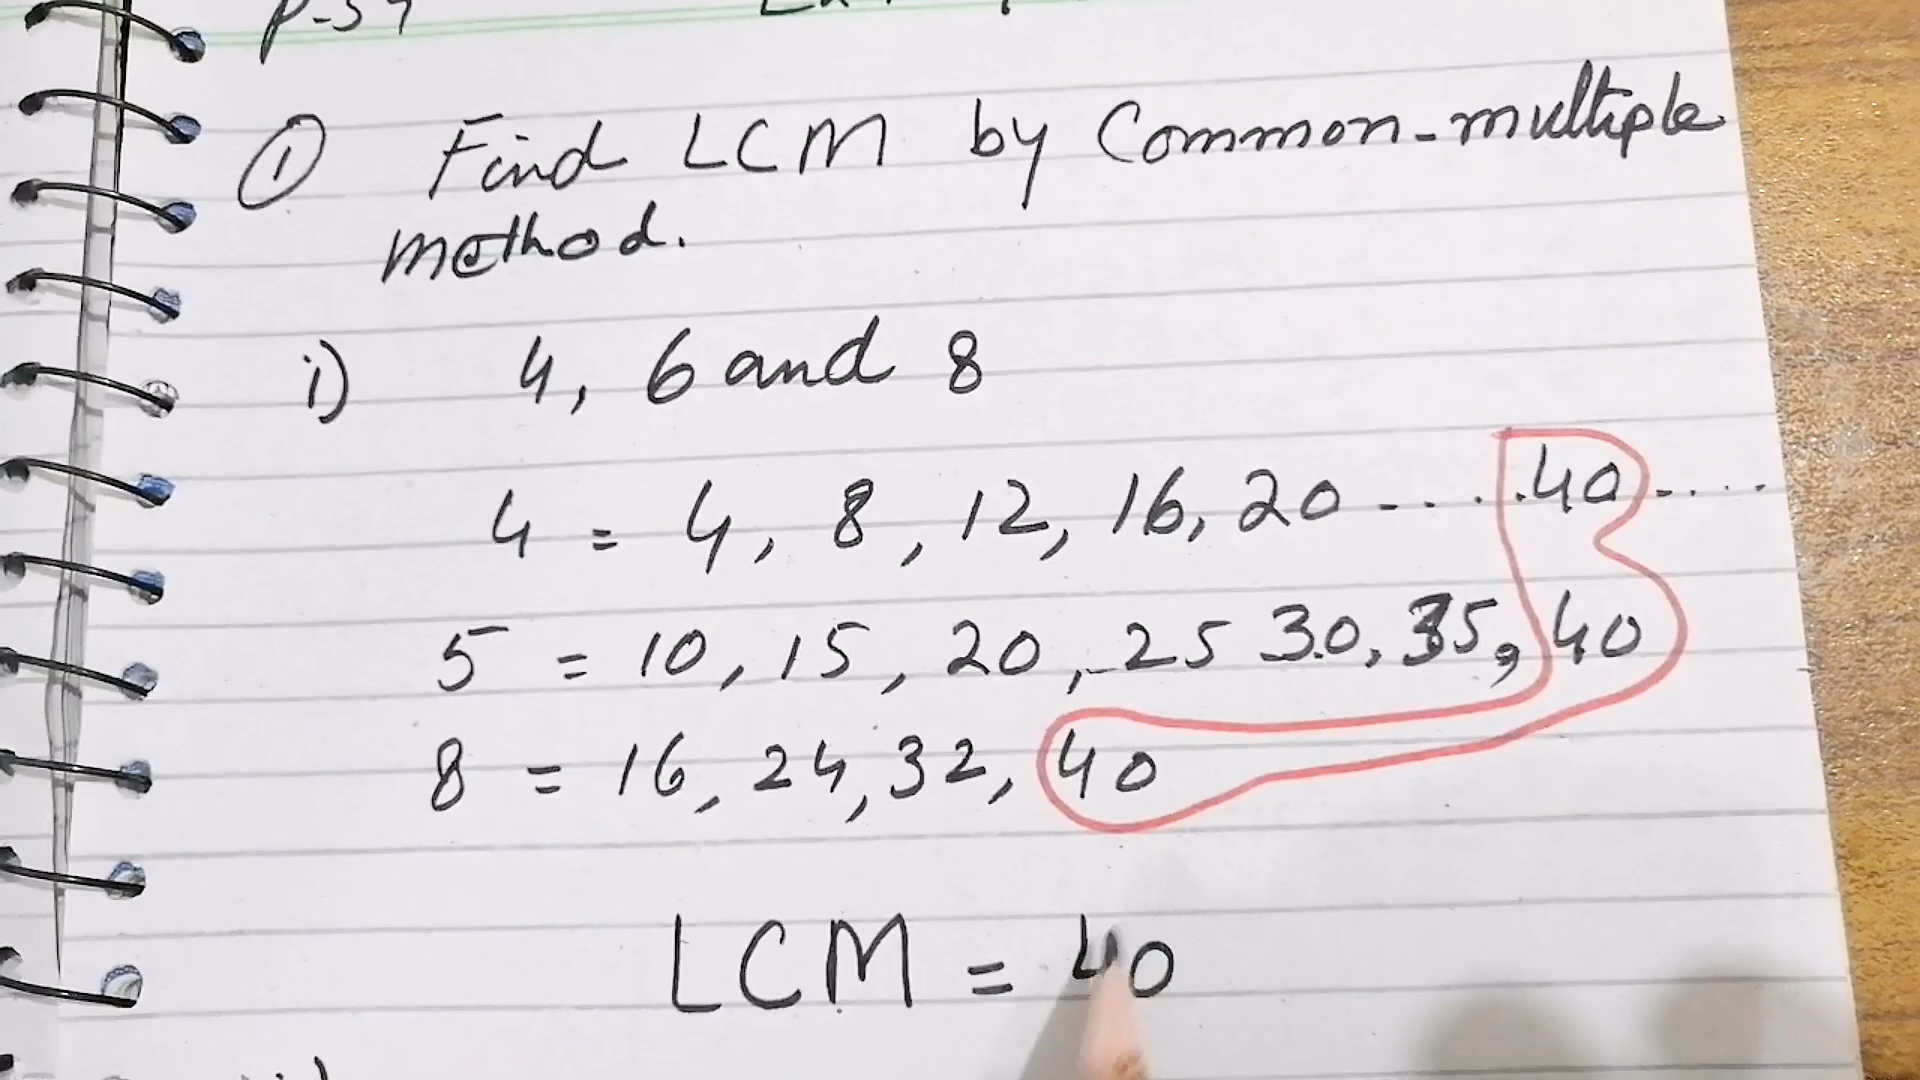 ① Find LCM by Common-multiple
method.
i) 4, 6 and 8
4 = 4, 8, 12, 16, 20 ..... 40 ....
5 = 10, 15, 20, 25 30, 35, 40
8 = 16, 24, 32, 40
LCM = 40